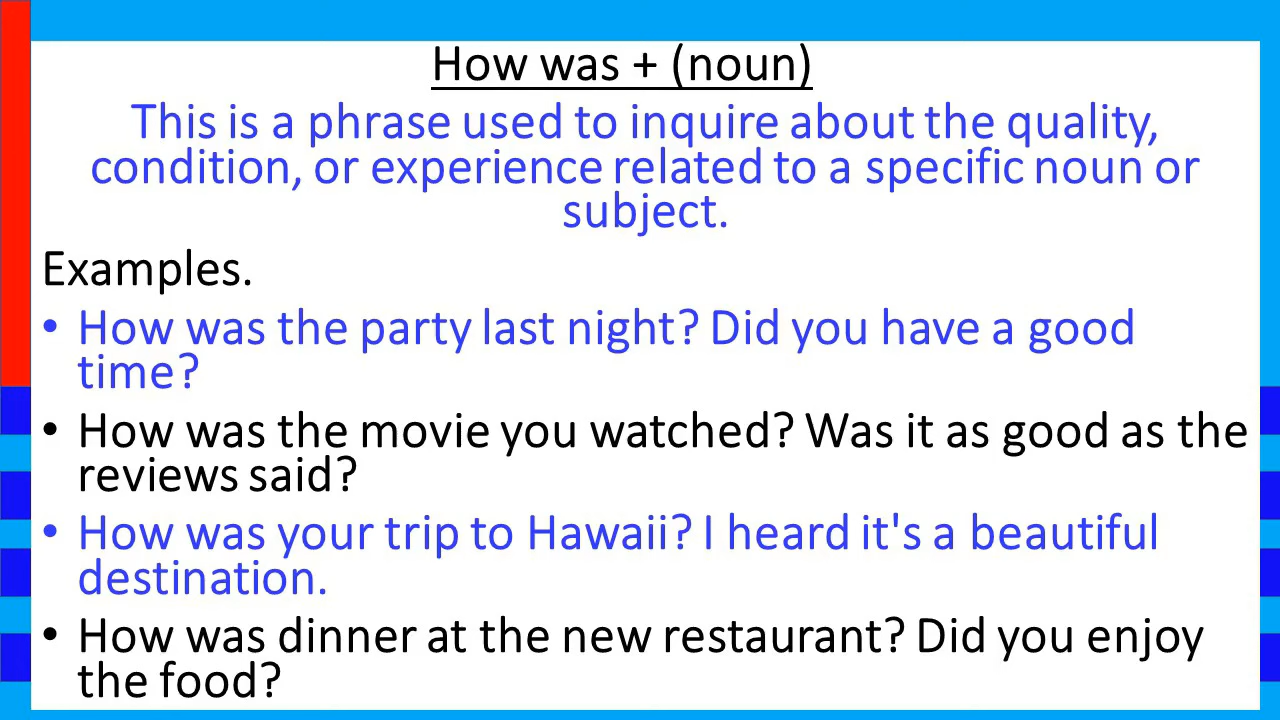 How was + (noun)
This is a phrase used to inquire about the quality,
condition, or experience related to a specific noun or
subject.
Examples.
• How was the party last night? Did you have a good
time?
• How was the movie you watched? Was it as good as the
reviews said?
• How was your trip to Hawaii? I heard it's a beautiful
destination.
• How was dinner at the new restaurant? Did you enjoy
the food?